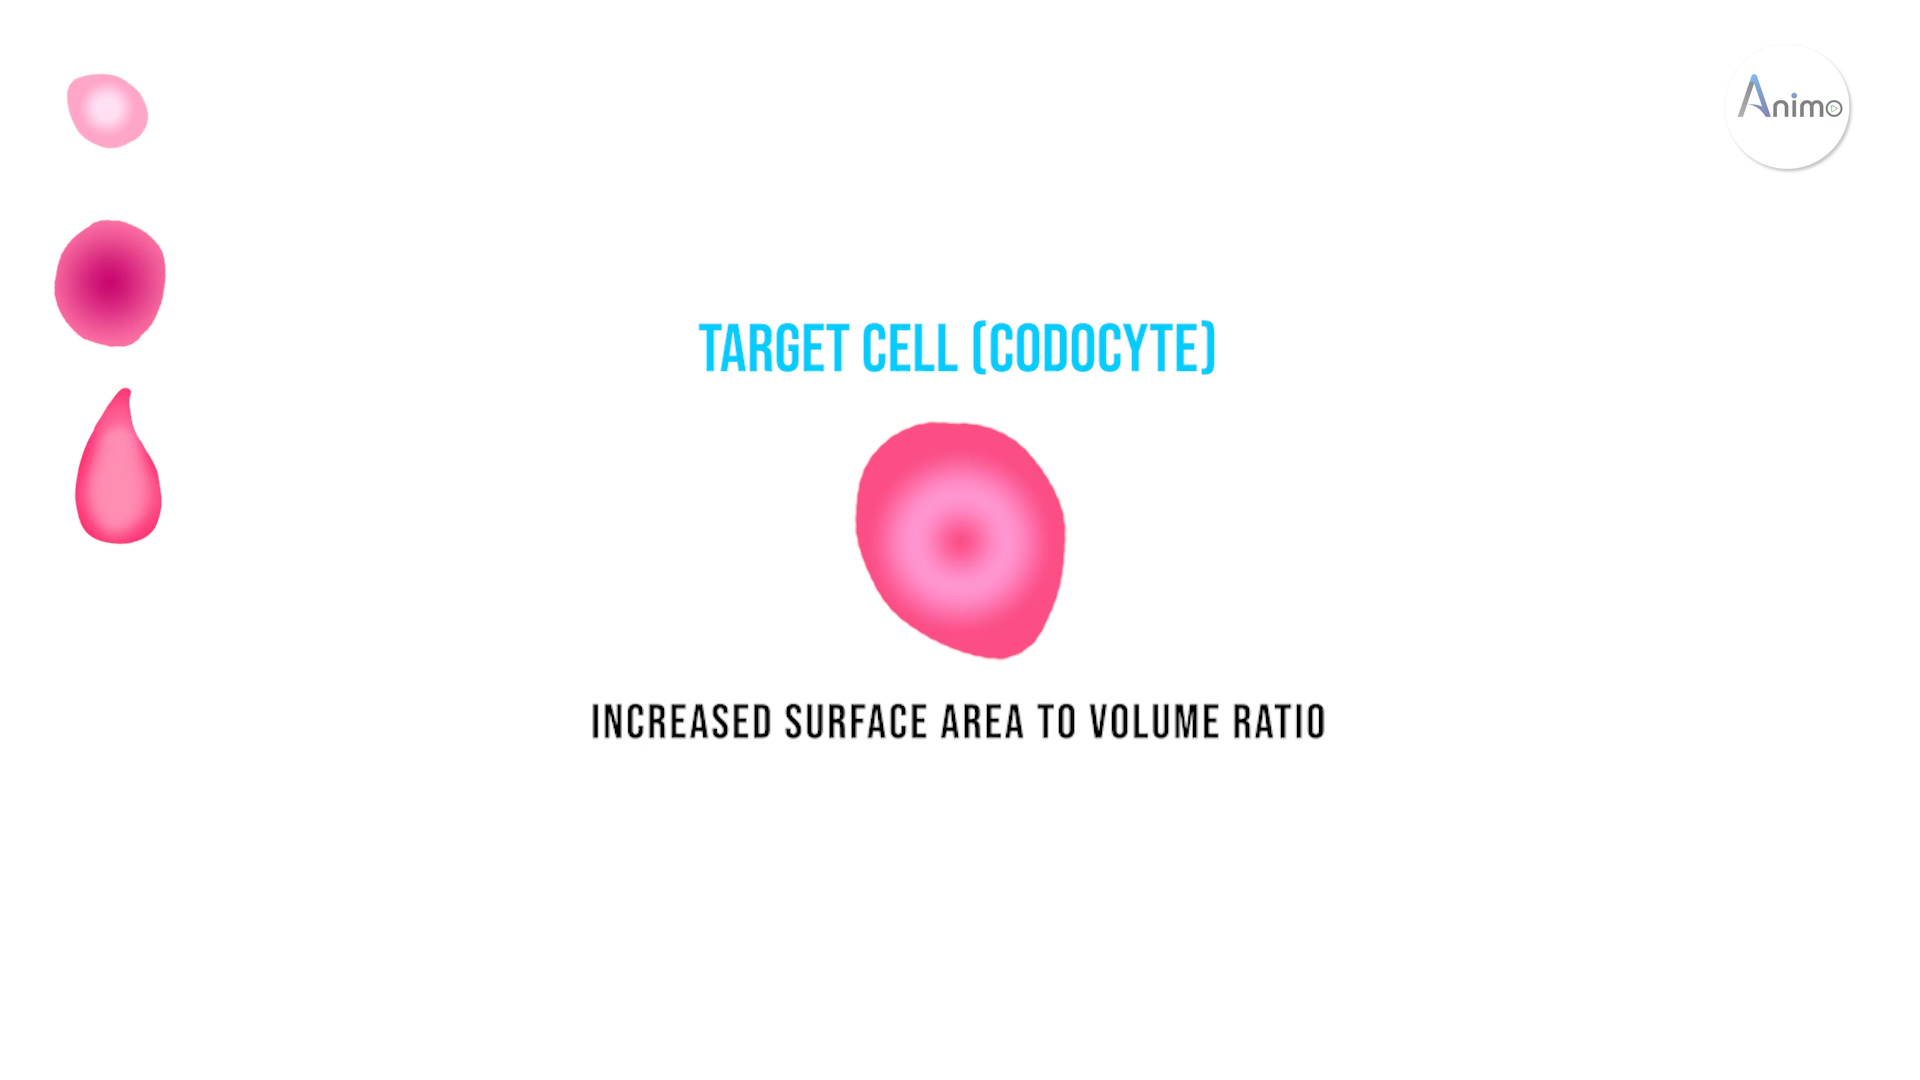 Animo
TARGET CELL (CODOCYTE)
INCREASED SURFACE AREA TO VOLUME RATIO